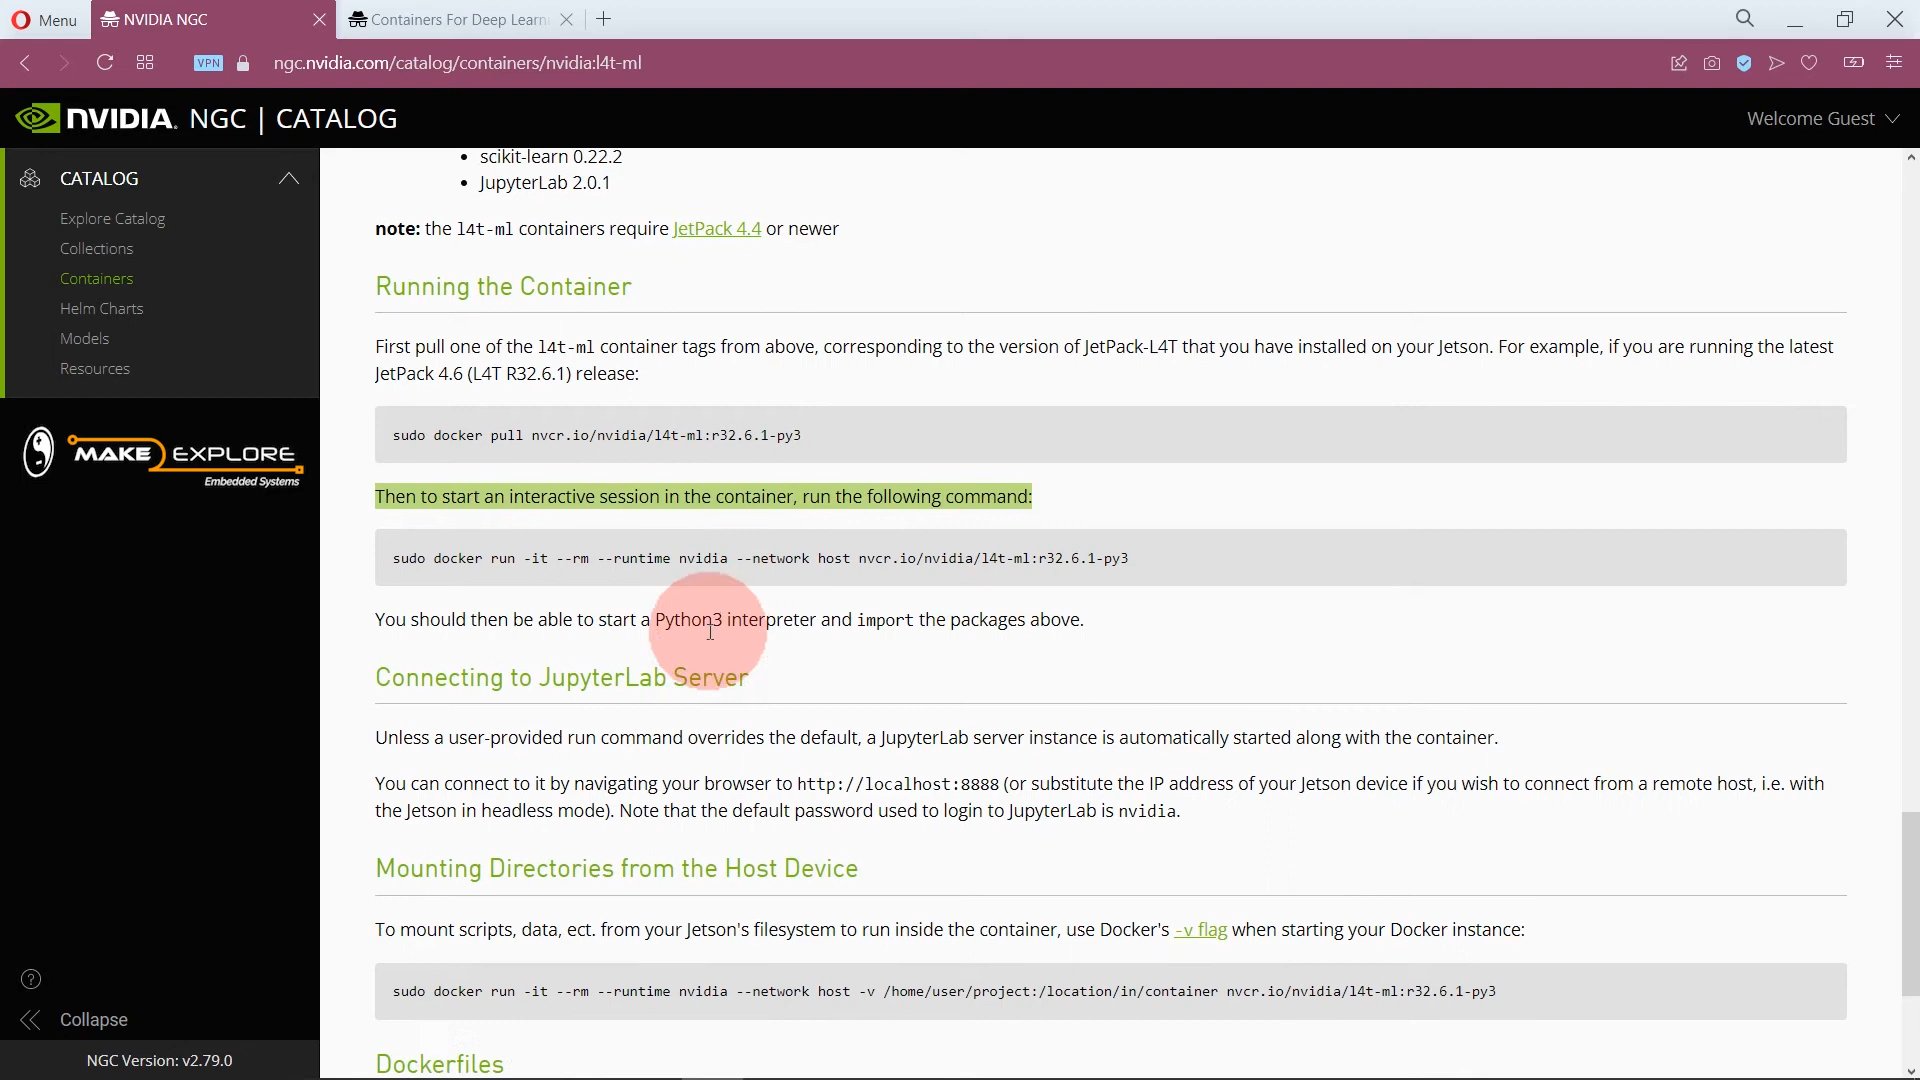 Menu
NVIDIA NGC
Containers For Deep Learni
VPN
ngc.nvidia.com/catalog/containers/nvidia:l4t-ml
NVIDIA. NGC | CATALOG
Welcome Guest
CATALOG
Explore Catalog
Collections
Containers
Helm Charts
Models
Resources
MAKE EXPLORE
Embedded Systems
Collapse
NGC Version: v2.79.0
• scikit-learn 0.22.2
• JupyterLab 2.0.1
note: the l4t-ml containers require JetPack 4.4 or newer
Running the Container
First pull one of the l4t-ml container tags from above, corresponding to the version of JetPack-L4T that you have installed on your Jetson. For example, if you are running the latest
JetPack 4.6 (L4T R32.6.1) release:
sudo docker pull nvcr.io/nvidia/l4t-ml:r32.6.1-py3
Then to start an interactive session in the container, run the following command:
sudo docker run -it --rm --runtime nvidia --network host nvcr.io/nvidia/l4t-ml:r32.6.1-py3
You should then be able to start a Python3 interpreter and import the packages above.
Connecting to JupyterLab Server
Unless a user-provided run command overrides the default, a JupyterLab server instance is automatically started along with the container.
You can connect to it by navigating your browser to http://localhost:8888 (or substitute the IP address of your Jetson device if you wish to connect from a remote host, i.e. with
the Jetson in headless mode). Note that the default password used to login to JupyterLab is nvidia.
Mounting Directories from the Host Device
To mount scripts, data, ect. from your Jetson's filesystem to run inside the container, use Docker's -v flag when starting your Docker instance:
sudo docker run -it --rm --runtime nvidia --network host -v /home/user/project:/location/in/container nvcr.io/nvidia/l4t-ml:r32.6.1-py3
Dockerfiles